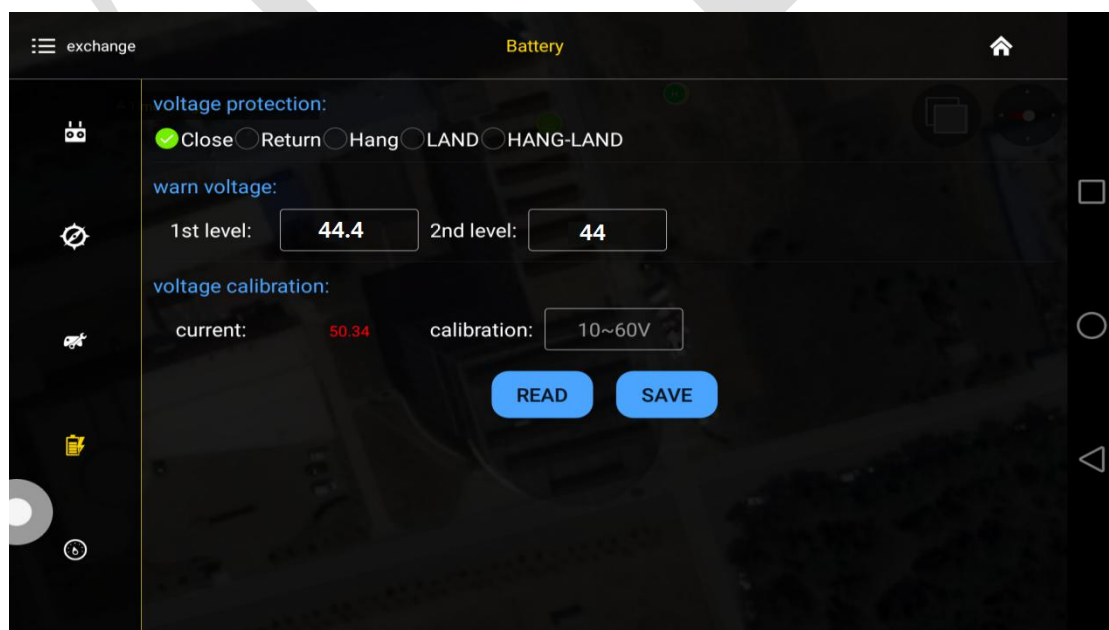 exchange Battery
voltage protection:
Close Return Hang LAND HANG-LAND
warn voltage:
1st level: 44.4 2nd level: 44
voltage calibration:
current: 50.34 calibration: 10~60V
READ SAVE